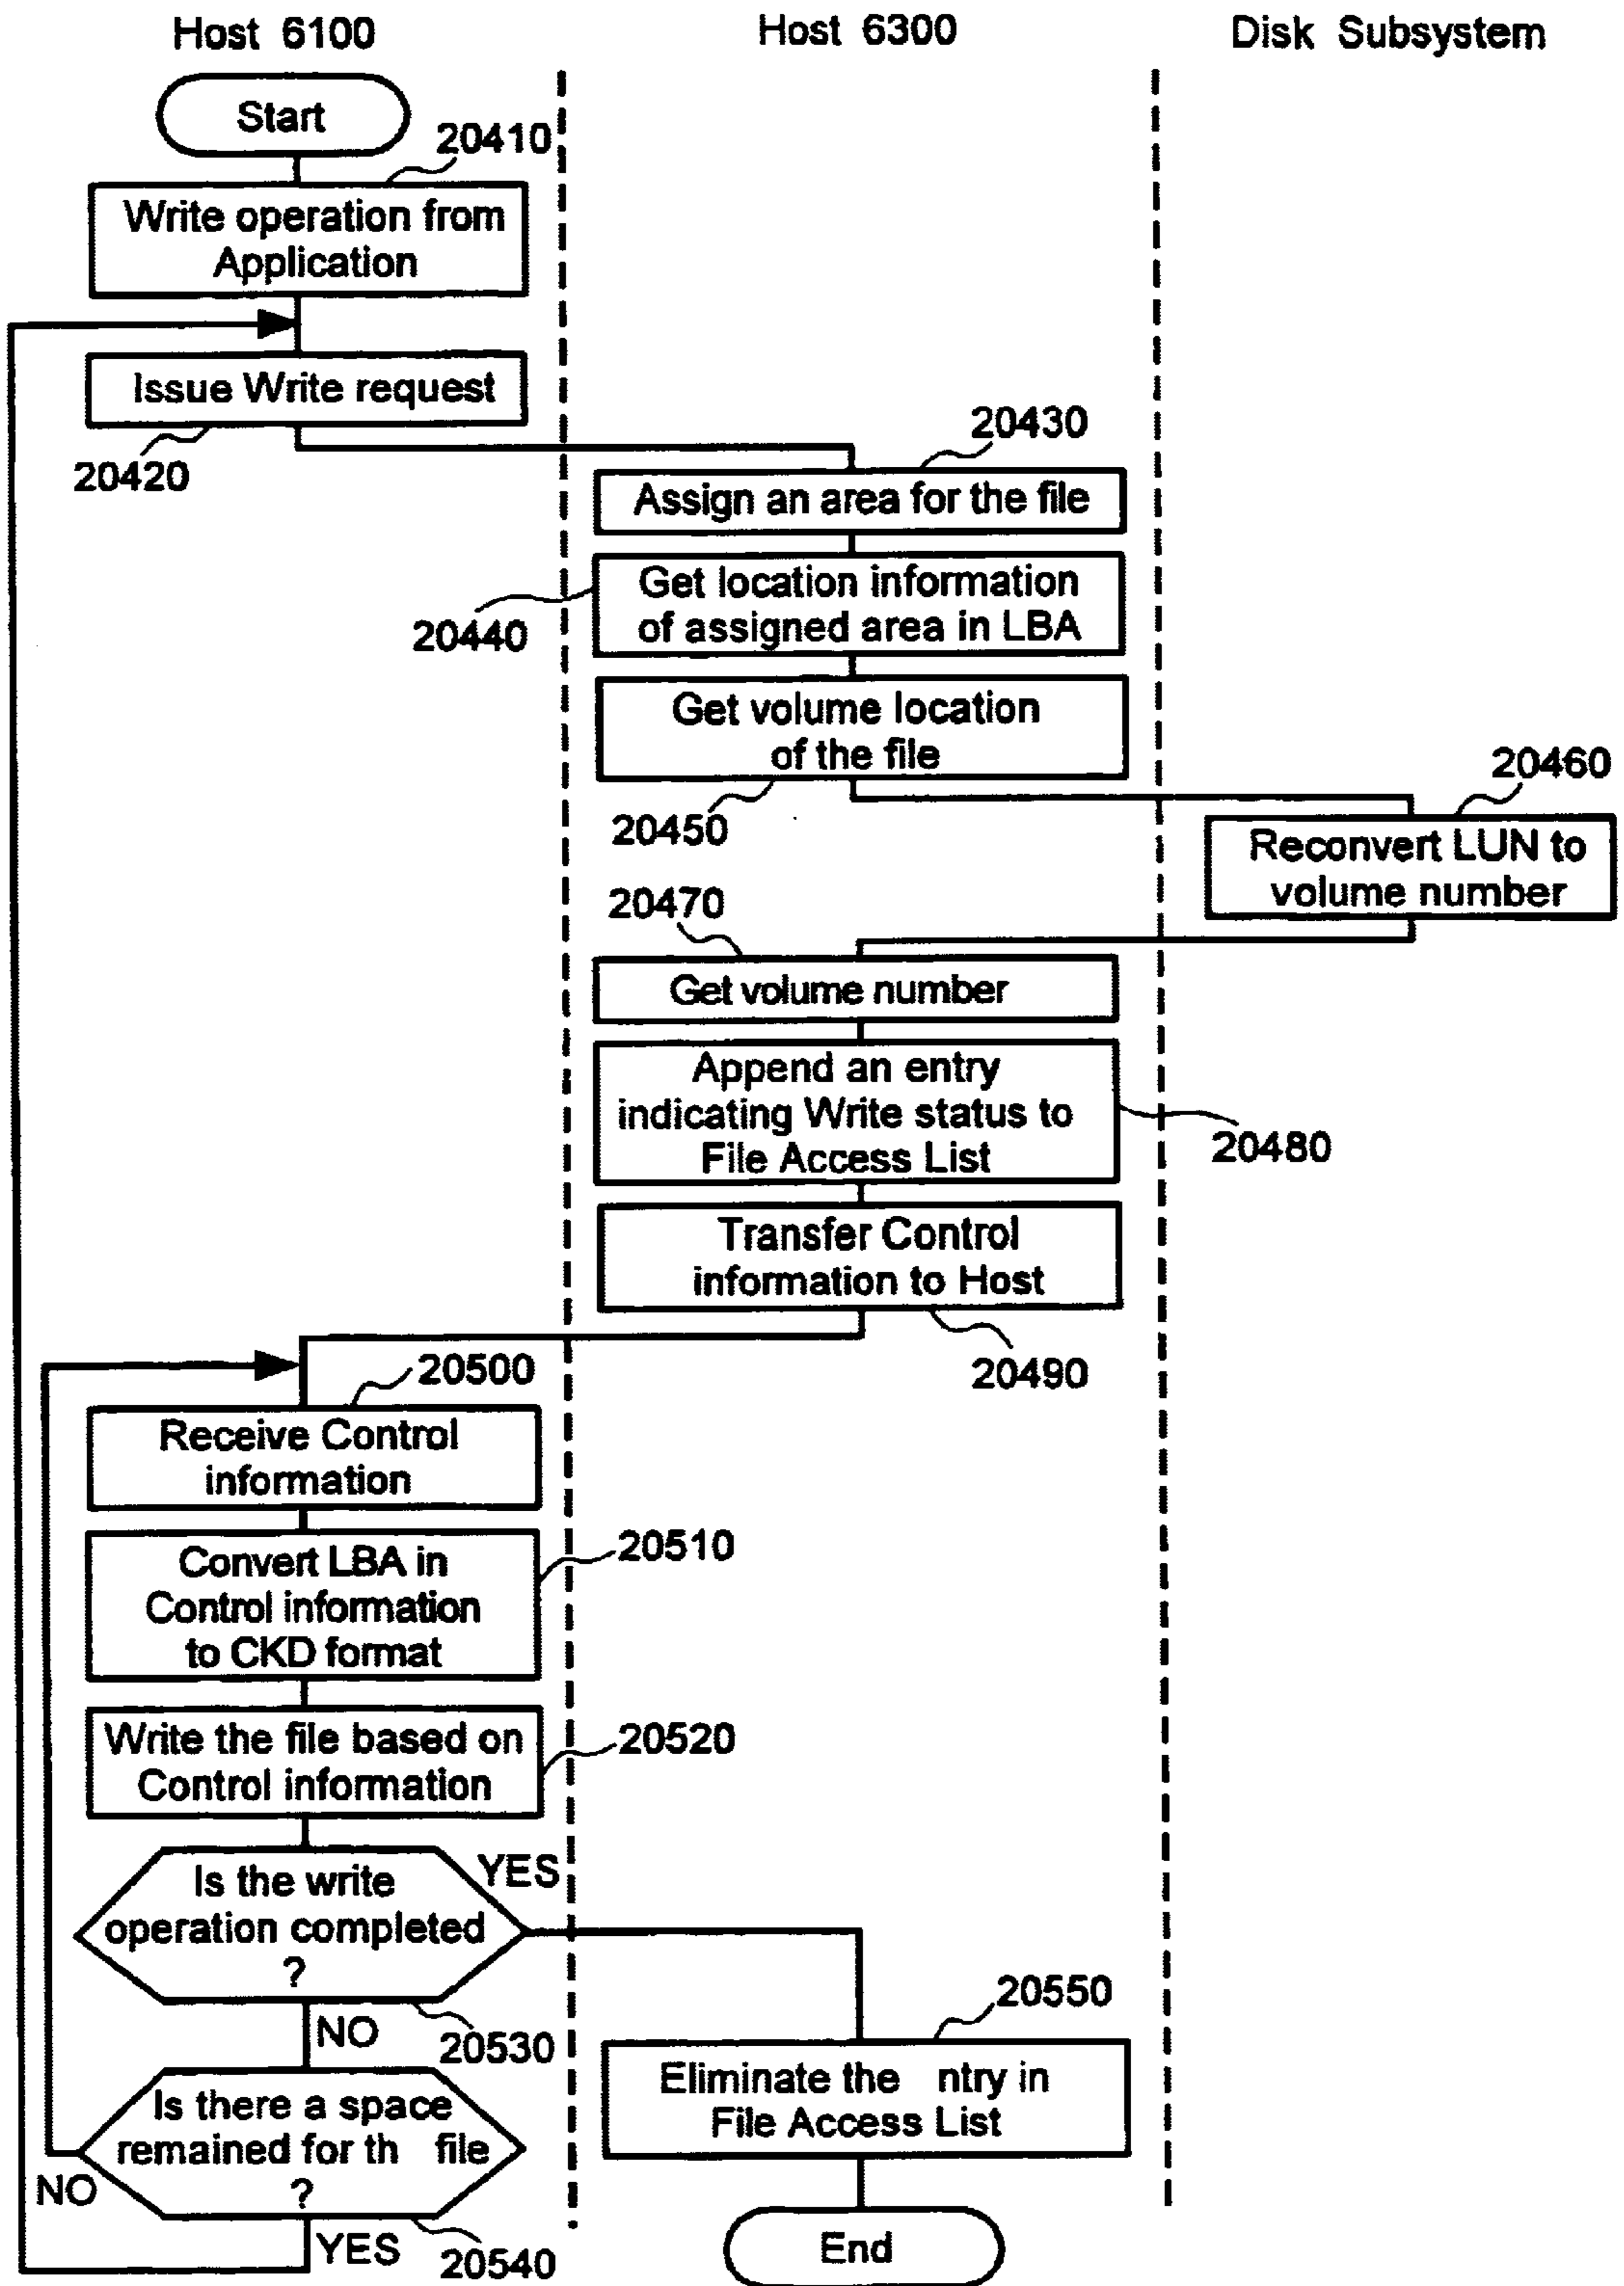 Host 6100
Host 6300
Disk Subsystem
Start
20410
Write operation from
Application
Issue Write request
20420
20430
Assign an area for the file
Get location information
of assigned area in LBA
20440
Get volume location
of the file
20450
20460
Reconvert LUN to
volume number
20470
Get volume number
Append an entry
indicating Write status to
File Access List
20480
Transfer Control
information to Host
20490
20500
Receive Control
information
Convert LBA in
Control information
to CKD format
20510
Write the file based on
Control information
20520
Is the write
operation completed
?
YES
NO
20530
Is there a space
remained for th file
?
NO
YES
20540
20550
Eliminate the ntry in
File Access List
End